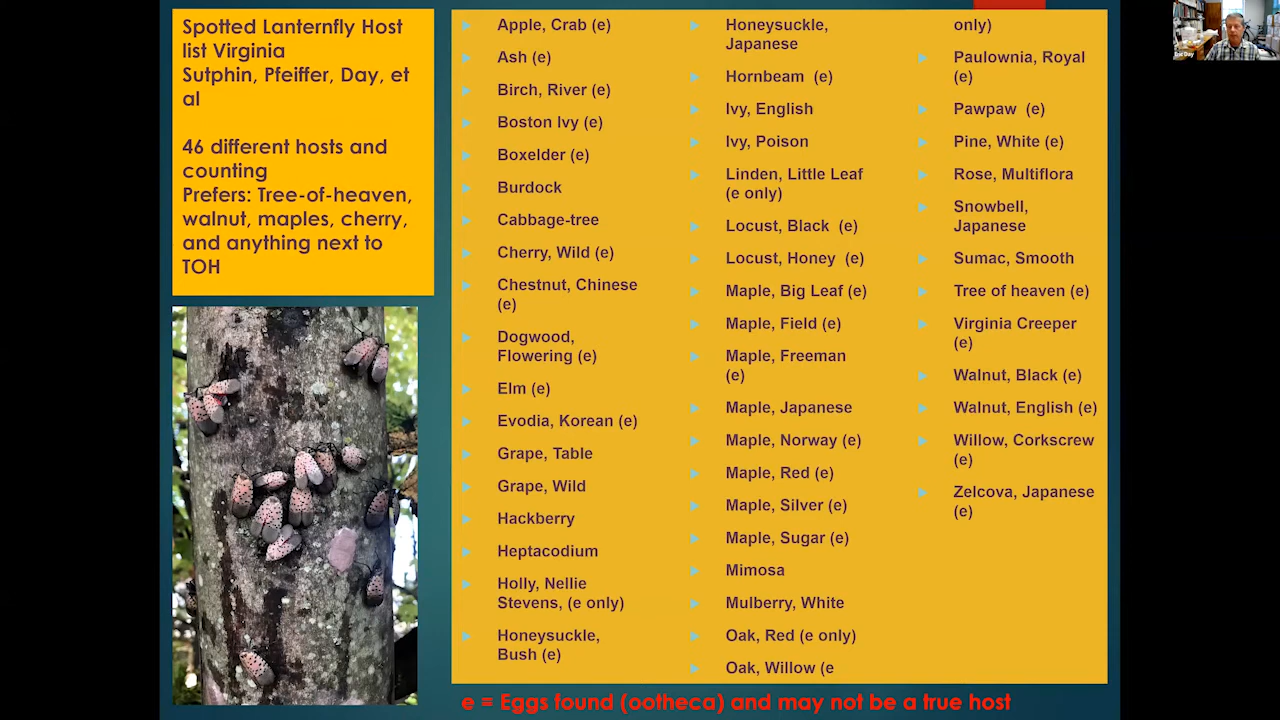 Spotted Lanternfly Host
list Virginia
Sutphin, Pfeiffer, Day, et
al
46 different hosts and
counting
Prefers: Tree-of-heaven,
walnut, maples, cherry,
and anything next to
TOH
Apple, Crab (e)
Ash (e)
Birch, River (e)
Boston Ivy (e)
Boxelder (e)
Burdock
Cabbage-tree
Cherry, Wild (e)
Chestnut, Chinese
(e)
Dogwood,
Flowering (e)
Elm (e)
Evodia, Korean (e)
Grape, Table
Grape, Wild
Hackberry
Heptacodium
Holly, Nellie
Stevens, (e only)
Honeysuckle,
Bush (e)
Honeysuckle,
Japanese
Hornbeam (e)
Ivy, English
Ivy, Poison
Linden, Little Leaf
(e only)
Locust, Black (e)
Locust, Honey (e)
Maple, Big Leaf (e)
Maple, Field (e)
Maple, Freeman
(e)
Maple, Japanese
Maple, Norway (e)
Maple, Red (e)
Maple, Silver (e)
Maple, Sugar (e)
Mimosa
Mulberry, White
Oak, Red (e only)
Oak, Willow (e
only)
Paulownia, Royal
(e)
Pawpaw (e)
Pine, White (e)
Rose, Multiflora
Snowbell,
Japanese
Sumac, Smooth
Tree of heaven (e)
Virginia Creeper
(e)
Walnut, Black (e)
Walnut, English (e)
Willow, Corkscrew
(e)
Zelcova, Japanese
(e)
e = Eggs found (ootheca) and may not be a true host
Eric Day